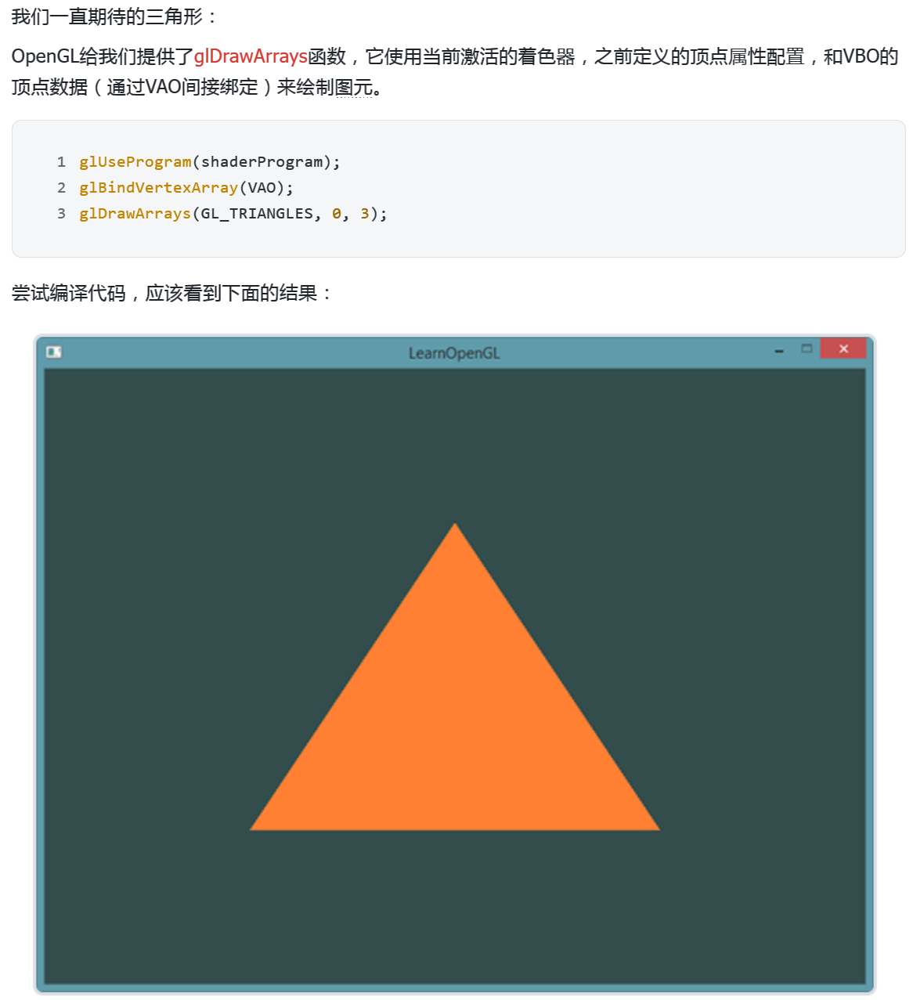 我们一直期待的三角形：
OpenGL给我们提供了glDrawArrays函数，它使用当前激活的着色器，之前定义的顶点属性配置，和VBO的
顶点数据（通过VAO间接绑定）来绘制图元。
1 glUseProgram(shaderProgram);
2 glBindVertexArray(VAO);
3 glDrawArrays(GL_TRIANGLES, 0, 3);
尝试编译代码，应该看到下面的结果：
LearnOpenGL